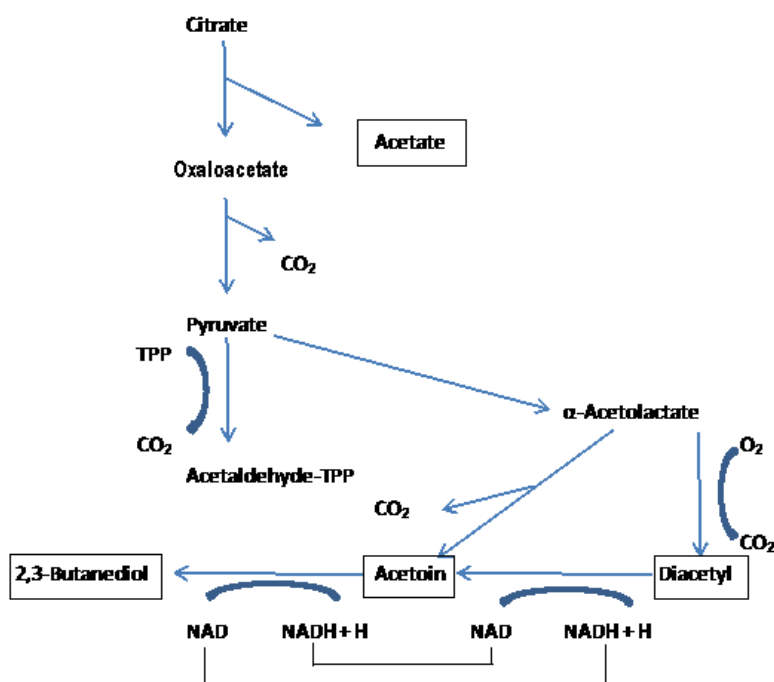 Citrate
Acetate
Oxaloacetate
CO₂
Pyruvate
TPP
α-Acetolactate
CO₂
O₂
Acetaldehyde-TPP
CO₂
CO₂
2,3-Butanediol
Acetoin
Diacetyl
NAD NADH + H NAD NADH + H